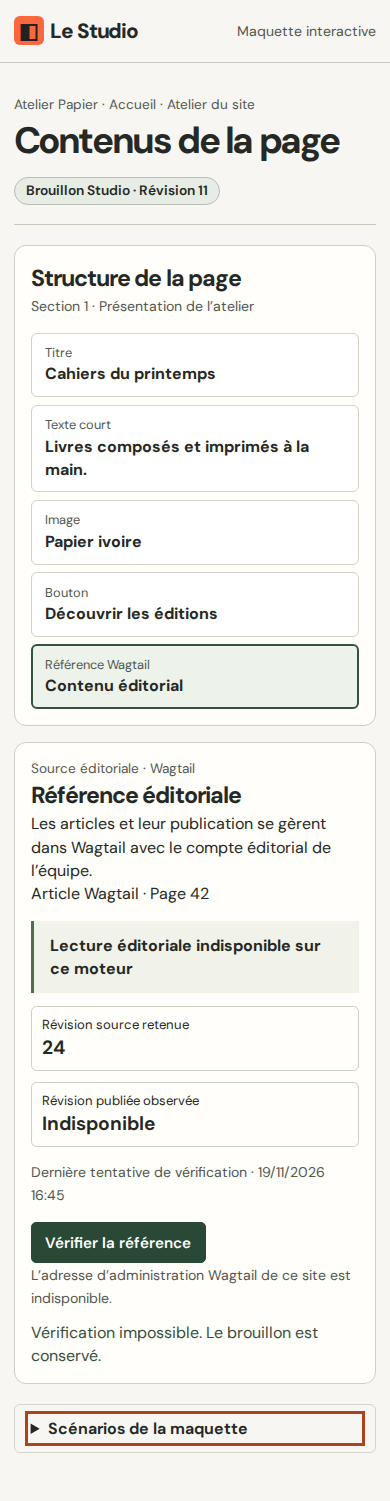 Le Studio
Maquette interactive
Atelier Papier · Accueil · Atelier du site
Contenus de la page
Brouillon Studio · Révision 11
Structure de la page
Section 1 · Présentation de l’atelier
Titre
Cahiers du printemps
Texte court
Livres composés et imprimés à la
main.
Image
Papier ivoire
Bouton
Découvrir les éditions
Référence Wagtail
Contenu éditorial
Source éditoriale · Wagtail
Référence éditoriale
Les articles et leur publication se gèrent
dans Wagtail avec le compte éditorial de
l’équipe.
Article Wagtail · Page 42
Lecture éditoriale indisponible sur
ce moteur
Révision source retenue
24
Révision publiée observée
Indisponible
Dernière tentative de vérification · 19/11/2026
16:45
Vérifier la référence
L’adresse d’administration Wagtail de ce site est
indisponible.
Vérification impossible. Le brouillon est
conservé.
Scénarios de la maquette